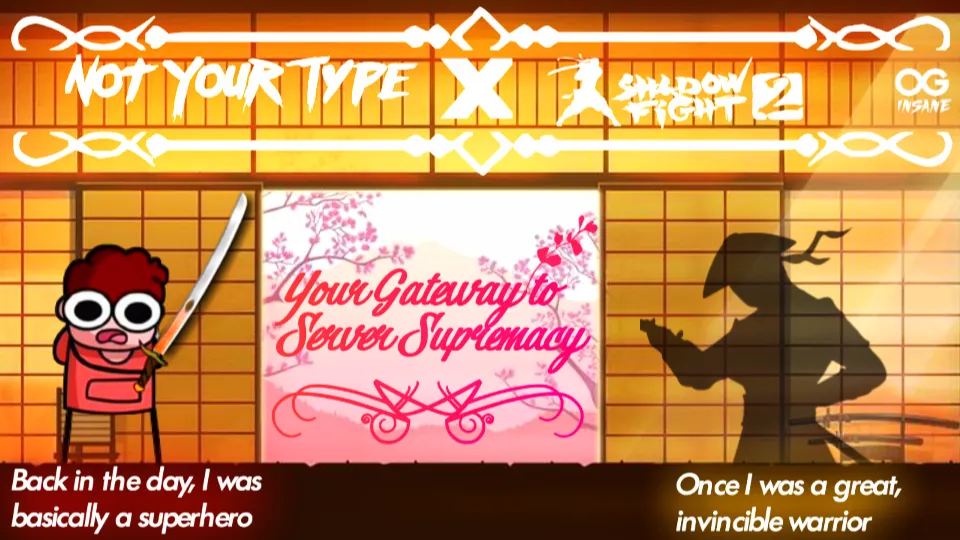 NOT YOUR TYPE X SHADOW FIGHT 2
OG
INSANE
Your Gateway to
Server Supremacy
Back in the day, I was
basically a superhero
Once I was a great,
invincible warrior